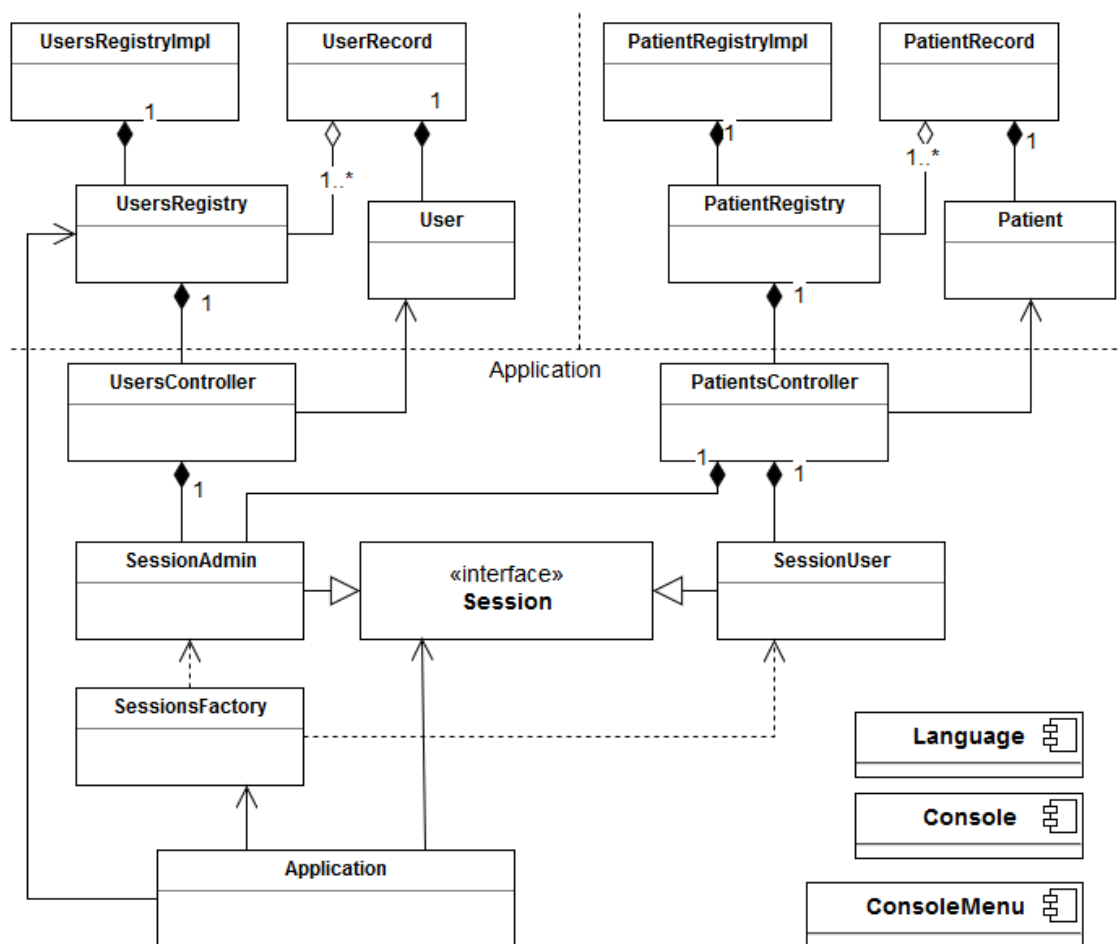 UsersRegistryImpl
UserRecord
PatientRegistryImpl
PatientRecord
1
1
1
1
1..*
1..*
UsersRegistry
User
PatientRegistry
Patient
1
1
Application
UsersController
PatientsController
1
1
1
SessionAdmin
«interface»
Session
SessionUser
SessionsFactory
Language
Console
Application
ConsoleMenu